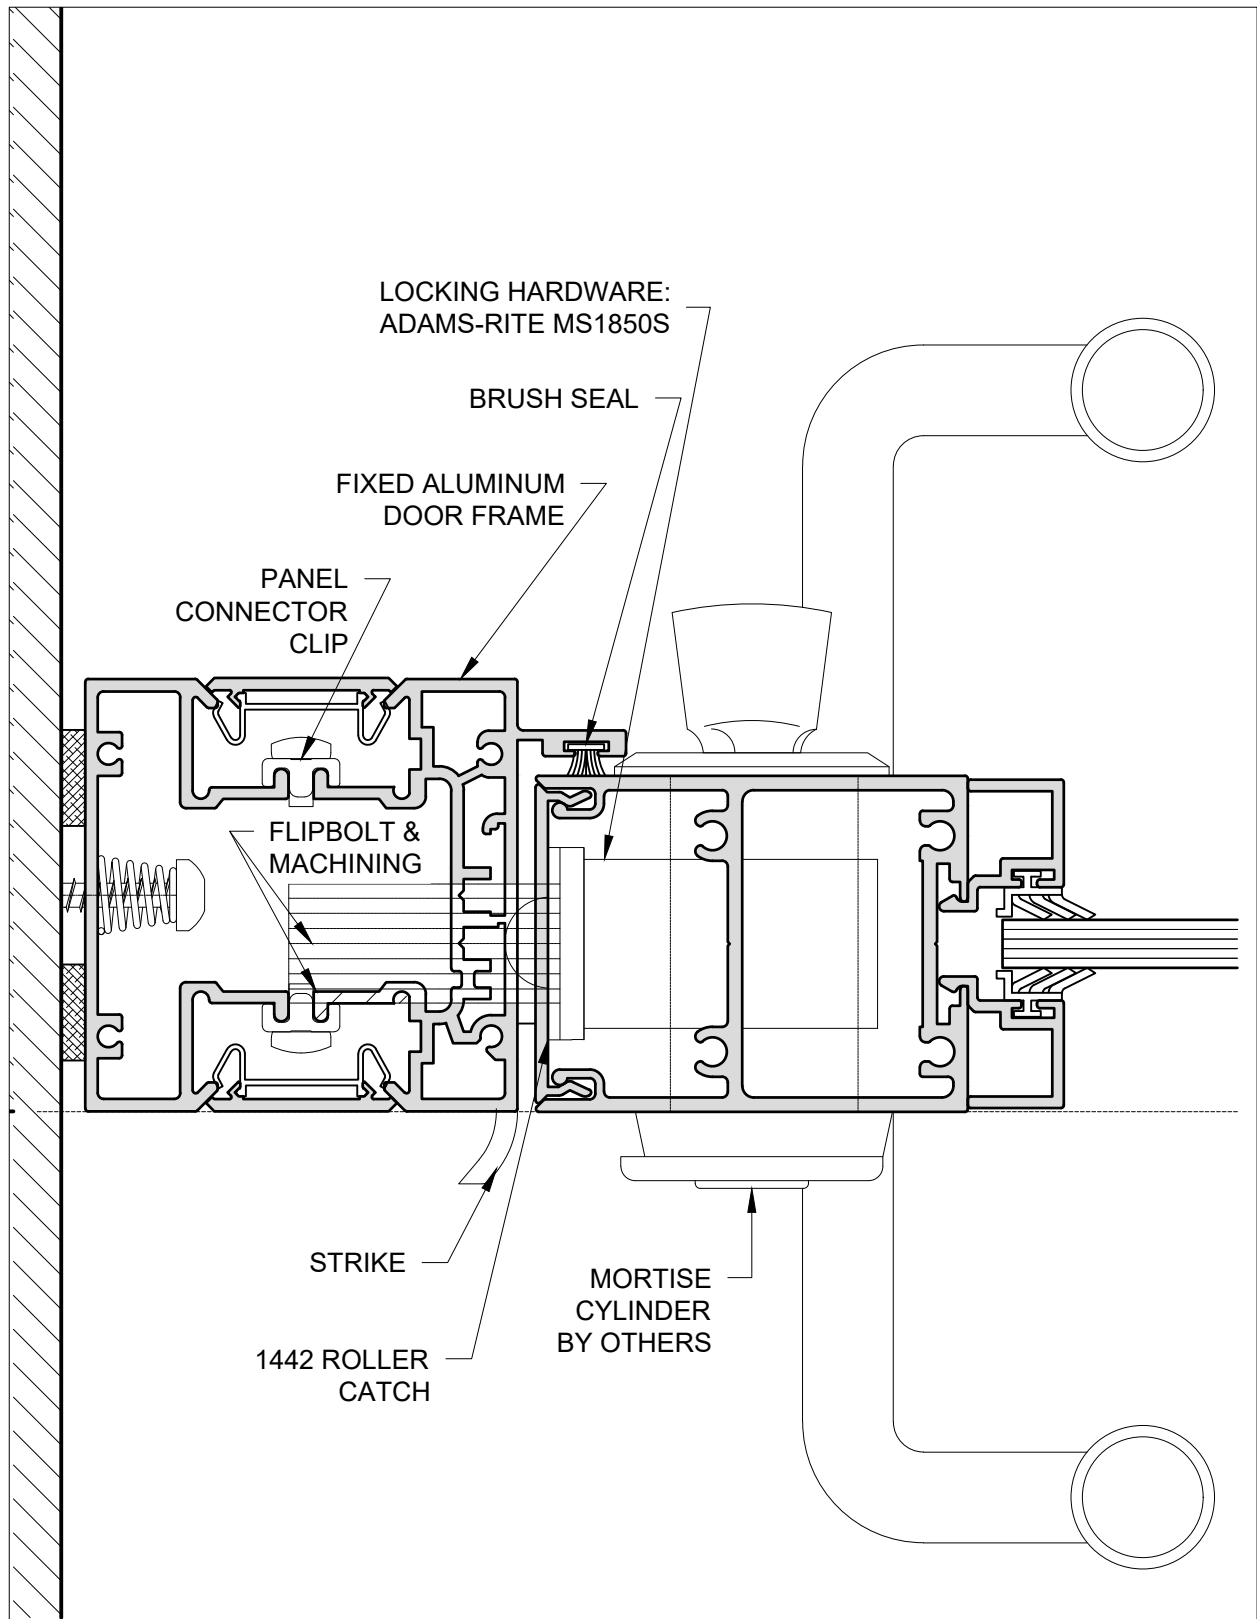 LOCKING HARDWARE:
ADAMS-RITE MS1850S
BRUSH SEAL
FIXED ALUMINUM
DOOR FRAME
PANEL
CONNECTOR
CLIP
FLIPBOLT &
MACHINING
STRIKE
MORTISE
CYLINDER
BY OTHERS
1442 ROLLER
CATCH